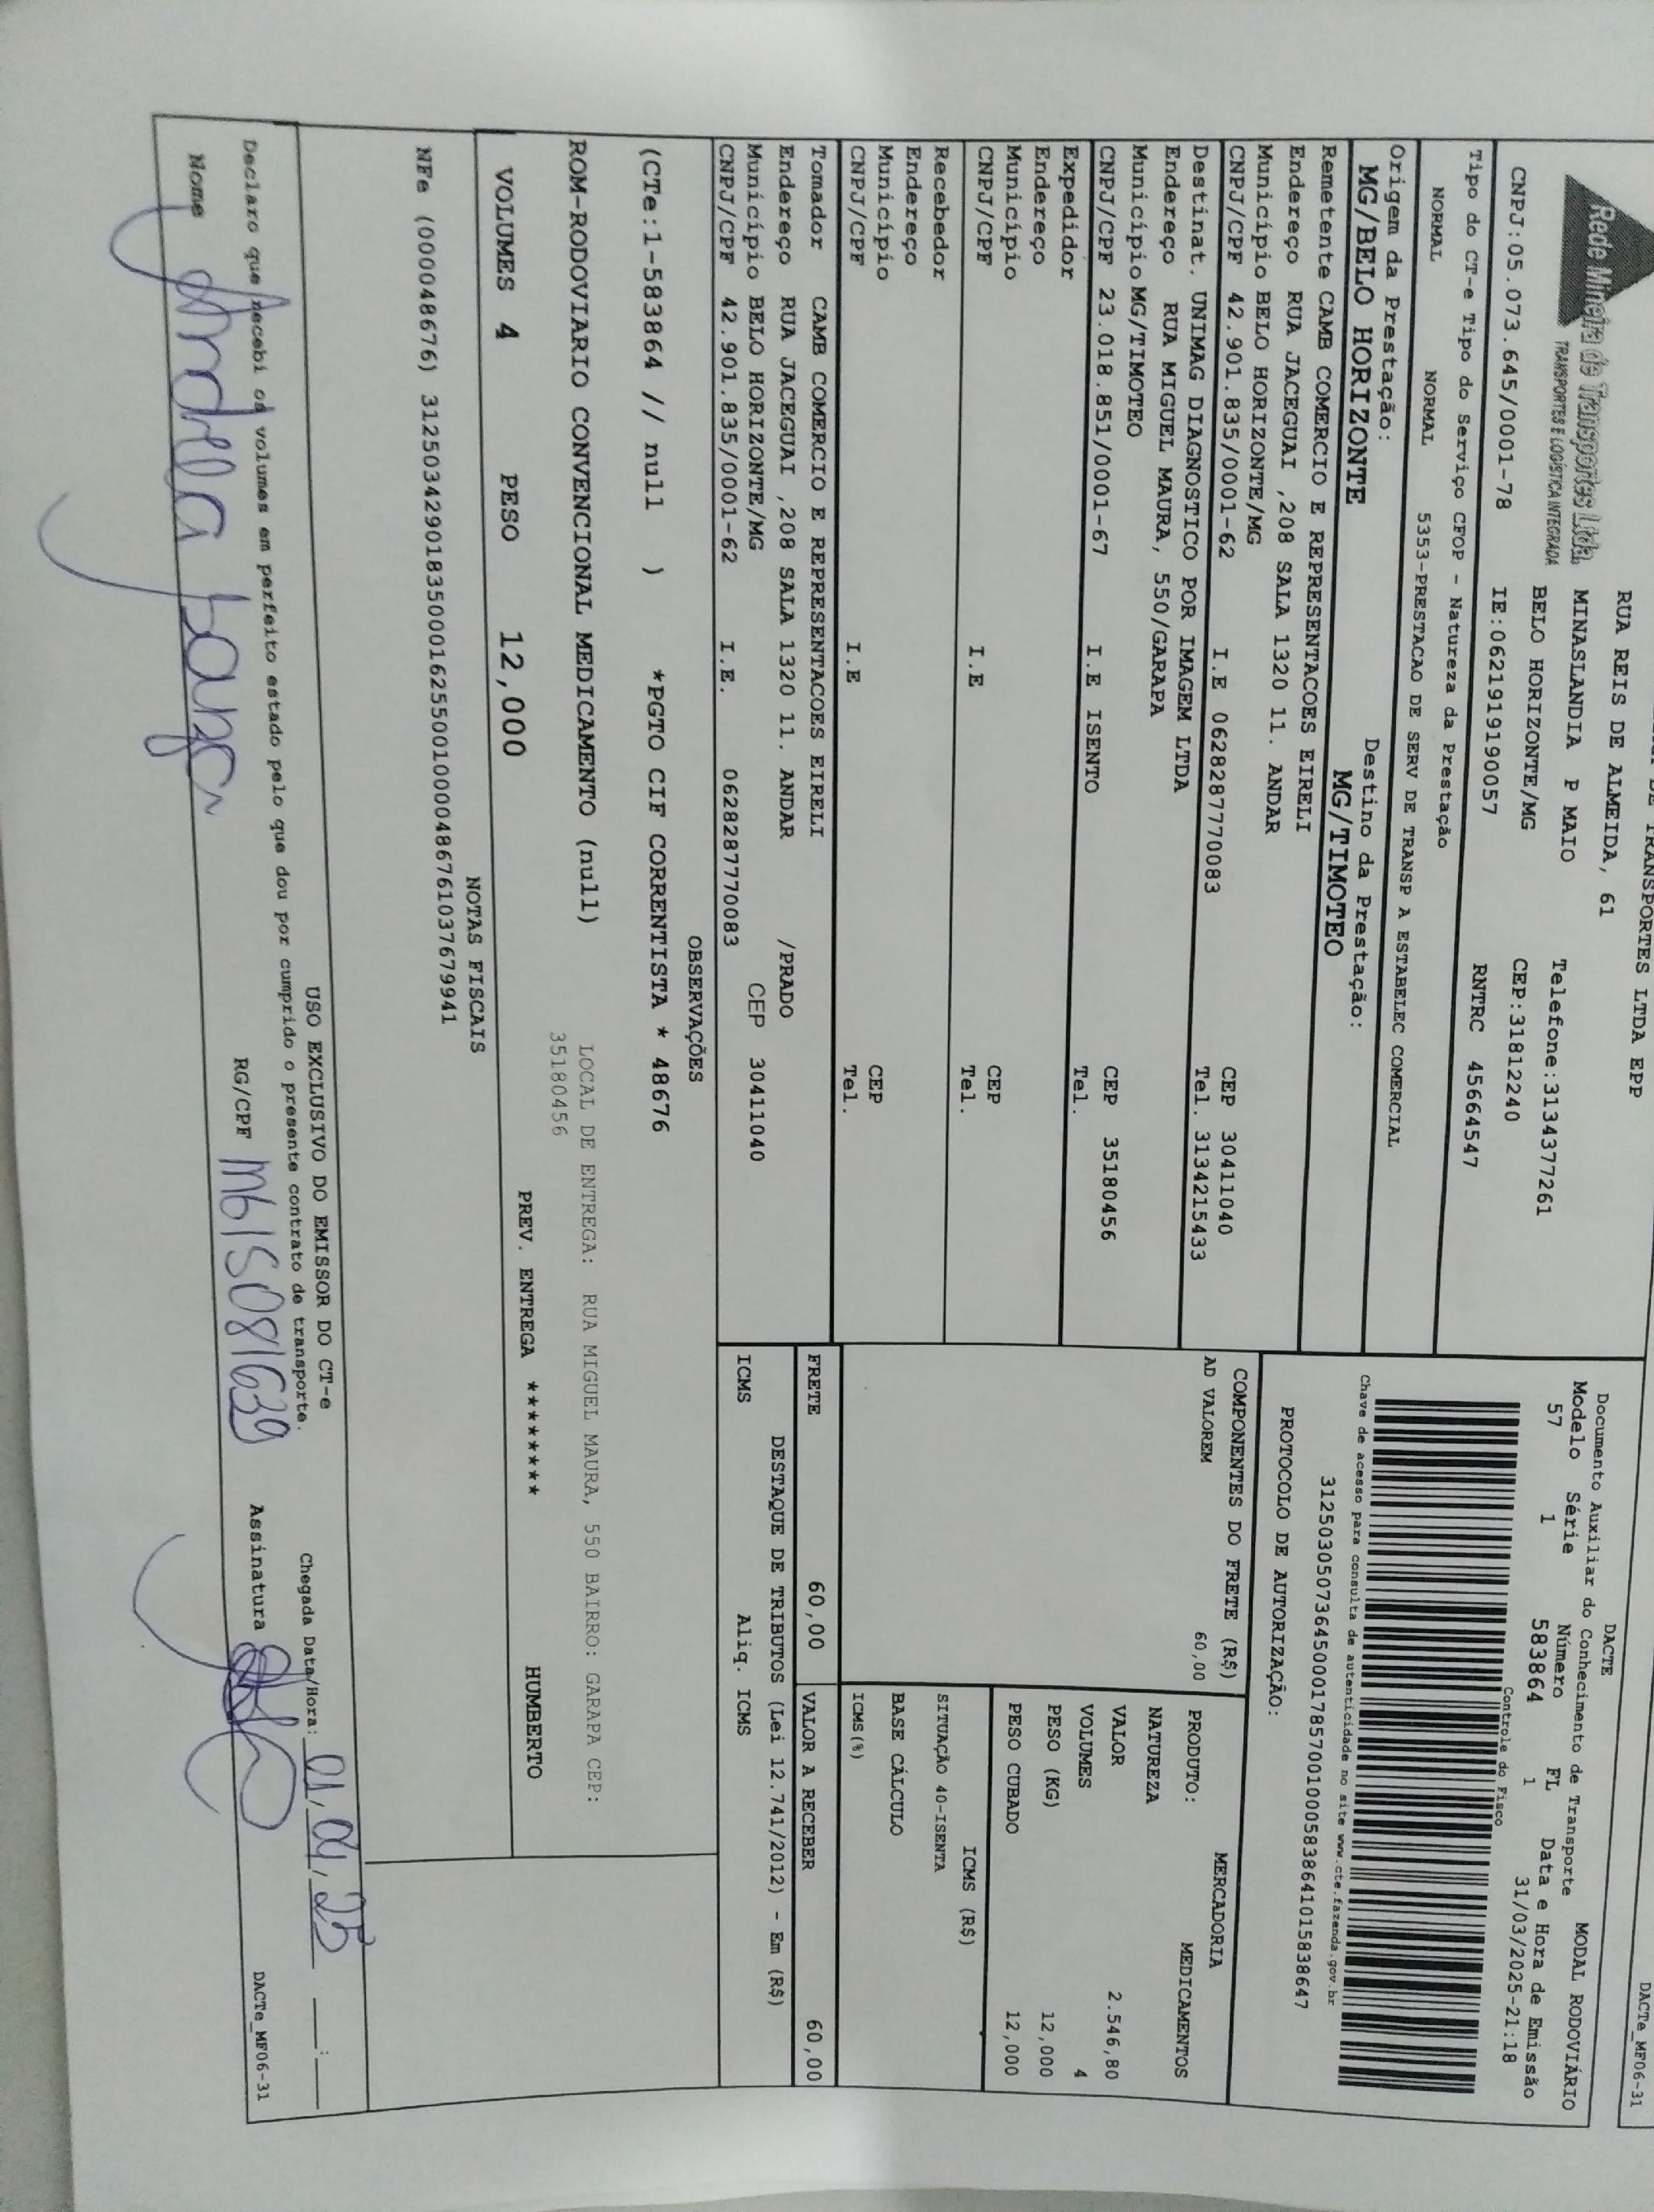 DACTe_MF06-31
DE TRANSPORTES LTDA EPP
RUA REIS DE ALMEIDA, 61
MINASLANDIA P MAIO
Telefone:3134377261
BELO HORIZONTE/MG
CEP:31812240
Rede Mineira de Transportes Ltda.
TRANSPORTES E LOGÍSTICA INTEGRADA
CNPJ:05.073.645/0001-78 IE:0621919190057 RNTRC 45664547
Tipo do CT-e Tipo do Serviço CFOP - Natureza da Prestação
NORMAL NORMAL 5353-PRESTACAO DE SERV DE TRANSP A ESTABELEC COMERCIAL
Origem da Prestação: Destino da Prestação:
MG/BELO HORIZONTE MG/TIMOTEO
DACTE
Documento Auxiliar do Conhecimento de Transporte MODAL RODOVIÁRIO
Modelo Série Número FL Data e Hora de Emissão
57 1 583864 1 31/03/2025-21:18
Controle do Fisco
Chave de acesso para consulta de autenticidade no site www.cte.fazenda.gov.br
31250305073645000178570010005838641015838647
PROTOCOLO DE AUTORIZAÇÃO:
Remetente CAMB COMERCIO E REPRESENTACOES EIRELI
Endereço RUA JACEGUAI ,208 SALA 1320 11. ANDAR
Município BELO HORIZONTE/MG CEP 30411040
CNPJ/CPF 42.901.835/0001-62 I.E 0628287770083 Tel. 3134215433
Destinat. UNIMAG DIAGNOSTICO POR IMAGEM LTDA
Endereço RUA MIGUEL MAURA, 550/GARAPA
Município MG/TIMOTEO CEP 35180456
CNPJ/CPF 23.018.851/0001-67 I.E ISENTO Tel.
Expedidor
Endereço
Município CEP
CNPJ/CPF I.E Tel.
Recebedor
Endereço
Município CEP
CNPJ/CPF I.E Tel.
Tomador CAMB COMERCIO E REPRESENTACOES EIRELI
Endereço RUA JACEGUAI ,208 SALA 1320 11. ANDAR /PRADO
Município BELO HORIZONTE/MG CEP 30411040
CNPJ/CPF 42.901.835/0001-62 I.E. 0628287770083
COMPONENTES DO FRETE (R$)
AD VALOREM 60,00
MERCADORIA
PRODUTO: MEDICAMENTOS
NATUREZA
VALOR 2.546,80
VOLUMES 4
PESO (KG) 12,000
PESO CUBADO 12,000
ICMS (R$)
SITUAÇÃO 40-ISENTA
BASE CÁLCULO
ICMS(%)
FRETE 60,00 VALOR A RECEBER 60,00
DESTAQUE DE TRIBUTOS (Lei 12.741/2012) - Em (R$)
ICMS Aliq. ICMS
OBSERVAÇÕES
(CTe:1-583864 // null ) *PGTO CIF CORRENTISTA * 48676
ROM-RODOVIARIO CONVENCIONAL MEDICAMENTO (null)
LOCAL DE ENTREGA: RUA MIGUEL MAURA, 550 BAIRRO: GARAPA CEP:
35180456
VOLUMES 4 PESO 12,000 PREV. ENTREGA ******** HUMBERTO
NOTAS FISCAIS
NFe (000048676) 31250342901835000162550010000486761037679941
USO EXCLUSIVO DO EMISSOR DO CT-e
Declaro que recebi os volumes em perfeito estado pelo que dou por cumprido o presente contrato de transporte.
Chegada Data/Hora: 01,04,25 __:__
Nome RG/CPF Assinatura
DACTe_MF06-31